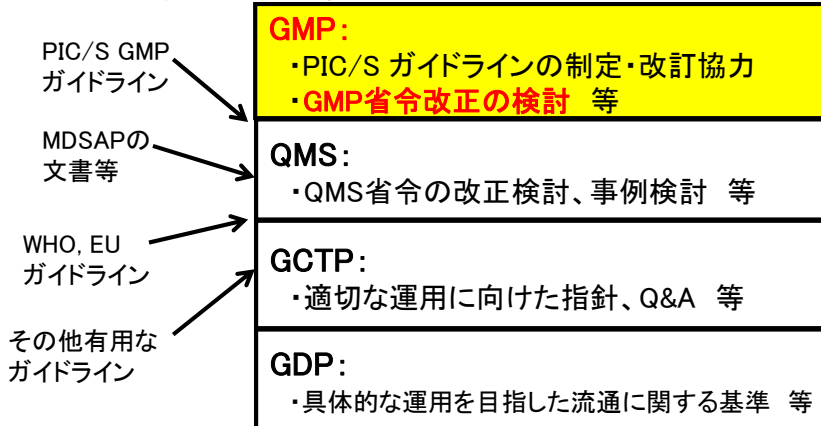 PIC/S GMP
ガイドライン
MDSAPの
文書等
WHO, EU
ガイドライン
その他有用な
ガイドライン
GMP：
・PIC/S ガイドラインの制定・改訂協力
・GMP省令改正の検討 等
QMS：
・QMS省令の改正検討、事例検討 等
GCTP：
・適切な運用に向けた指針、Q&A 等
GDP：
・具体的な運用を目指した流通に関する基準 等